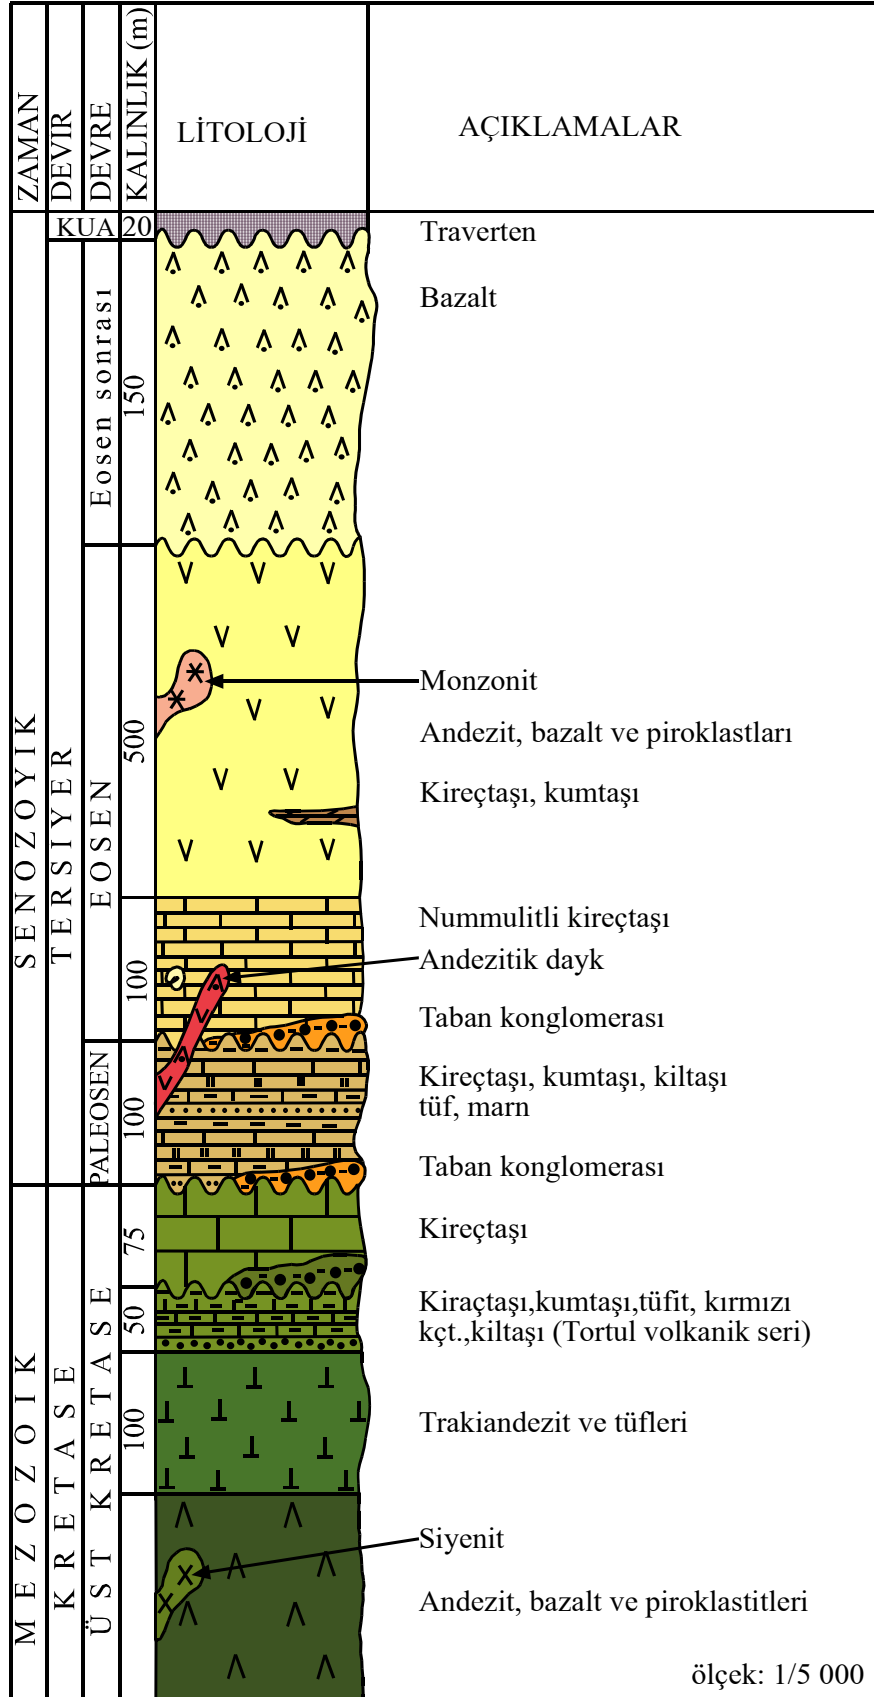 ZAMAN
DEVIR
DEVRE
KALINLIK (m)
LİTOLOJİ
AÇIKLAMALAR
SENOZOYIK
TERSIYER
KUA
20
Traverten
Eosen sonrası
150
Bazalt
EOSEN
500
Monzonit
Andezit, bazalt ve piroklastları
Kireçtaşı, kumtaşı
100
Nummulitli kireçtaşı
Andezitik dayk
Taban konglomerası
PALEOSEN
100
Kireçtaşı, kumtaşı, kiltaşı
tüf, marn
Taban konglomerası
MEZOZOIK
KRETASE
ÜST KRETASE
75
Kireçtaşı
50
Kiraçtaşı,kumtaşı,tüfit, kırmızı
kçt.,kiltaşı (Tortul volkanik seri)
100
Trakiandezit ve tüfleri
Siyenit
Andezit, bazalt ve piroklastitleri
ölçek: 1/5 000